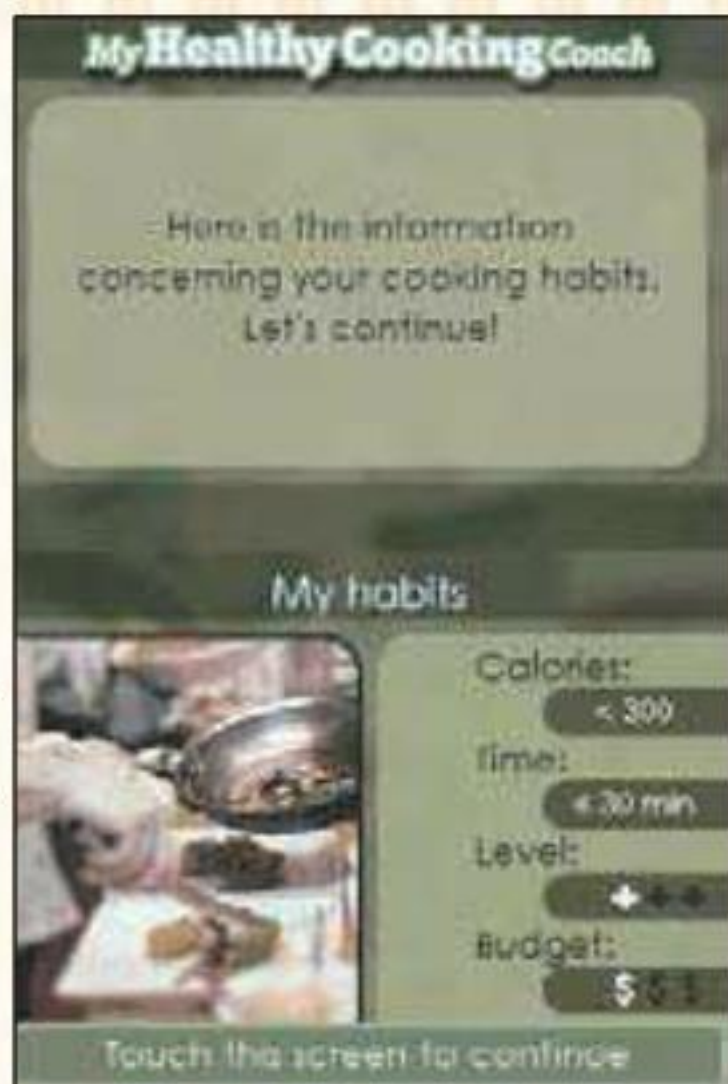 My Healthy Cooking Coach
Here is the information
concerning your cooking habits.
Let's continue!
My habits
Calories:
< 300
Time:
< 30 min
Level:
Budget:
$ $ $
Touch the screen to continue